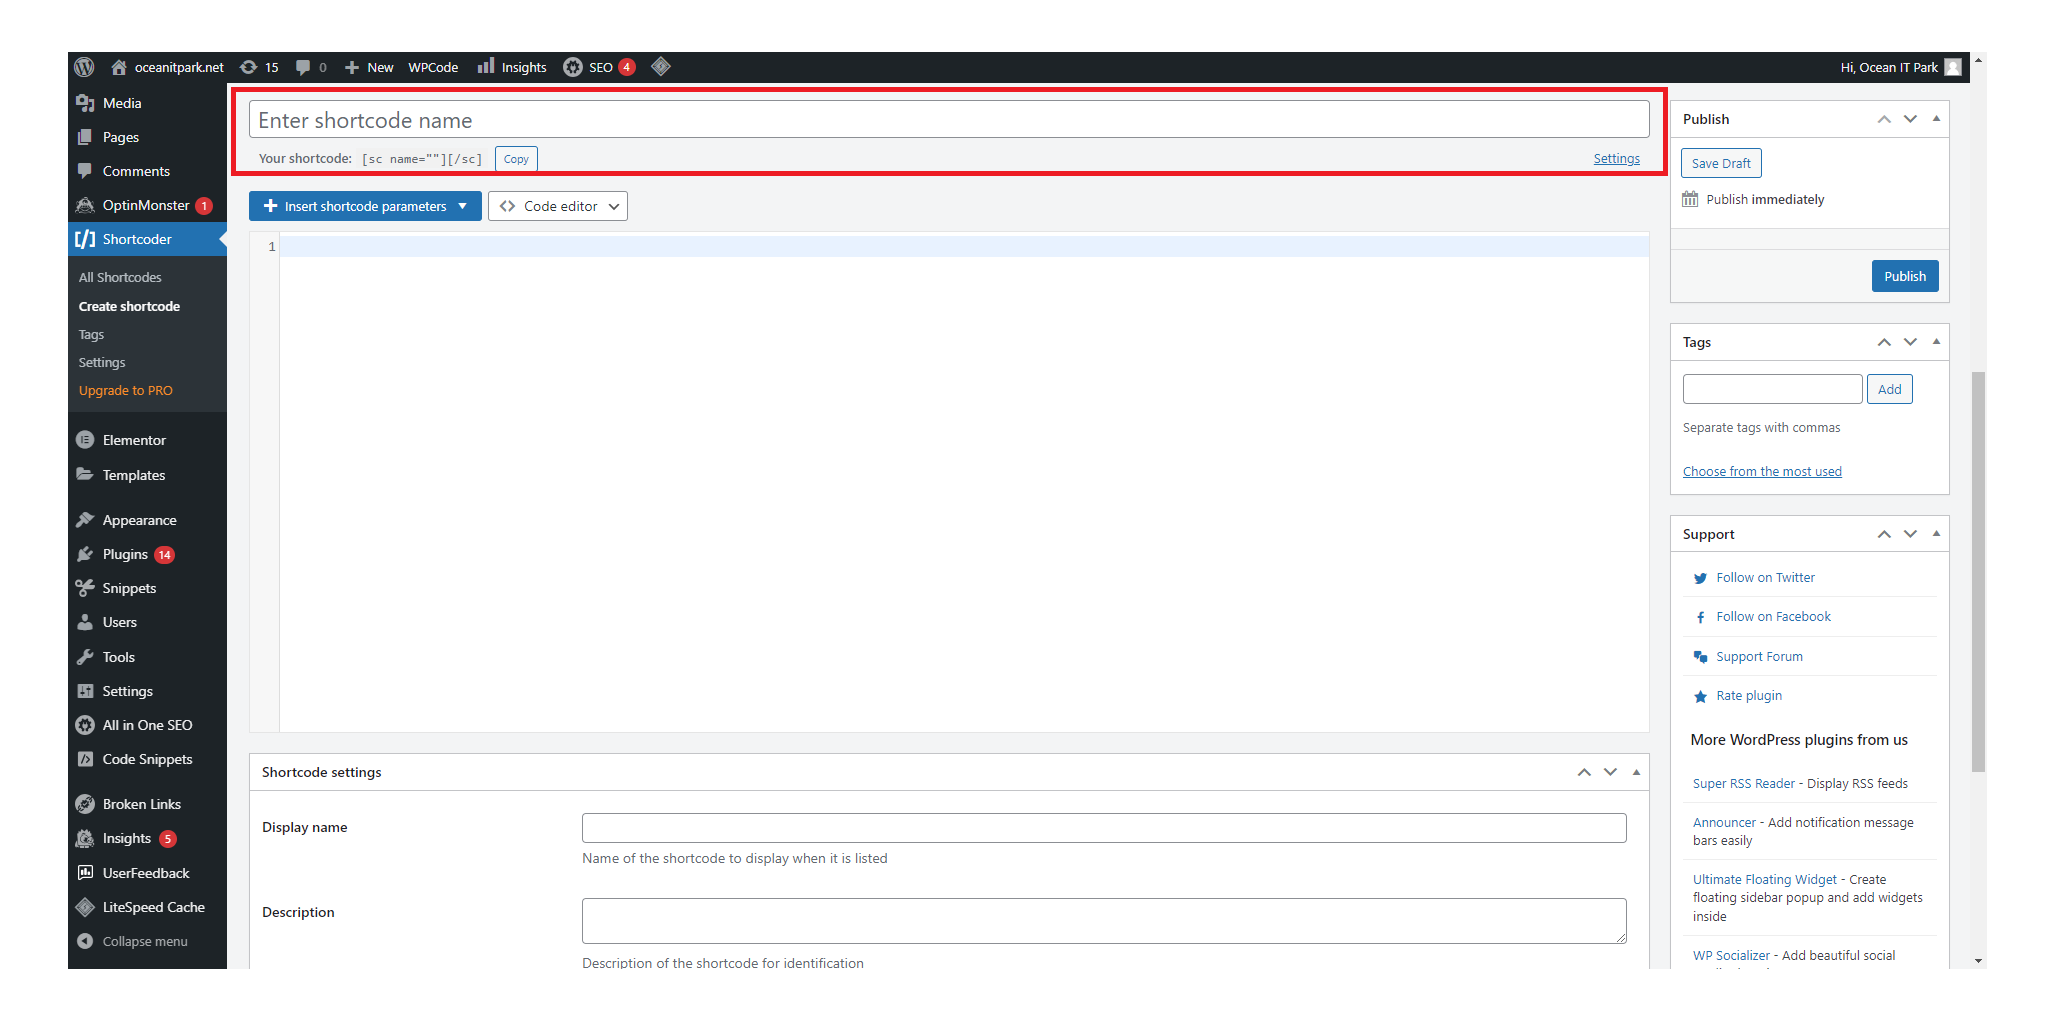 oceanitpark.net 15 0 New WPCode Insights SEO 4 Hi, Ocean IT Park
Media
Pages
Comments
OptinMonster 1
[/] Shortcoder
All Shortcodes
Create shortcode
Tags
Settings
Upgrade to PRO
Elementor
Templates
Appearance
Plugins 14
Snippets
Users
Tools
Settings
All in One SEO
Code Snippets
Broken Links
Insights 5
UserFeedback
LiteSpeed Cache
Collapse menu
Enter shortcode name
Your shortcode: [sc name=""][/sc] Copy Settings
Insert shortcode parameters Code editor
1
Shortcode settings
Display name
Name of the shortcode to display when it is listed
Description
Description of the shortcode for identification
Publish
Save Draft
Publish immediately
Publish
Tags
Add
Separate tags with commas
Choose from the most used
Support
Follow on Twitter
Follow on Facebook
Support Forum
Rate plugin
More WordPress plugins from us
Super RSS Reader - Display RSS feeds
Announcer - Add notification message
bars easily
Ultimate Floating Widget - Create
floating sidebar popup and add widgets
inside
WP Socializer - Add beautiful social